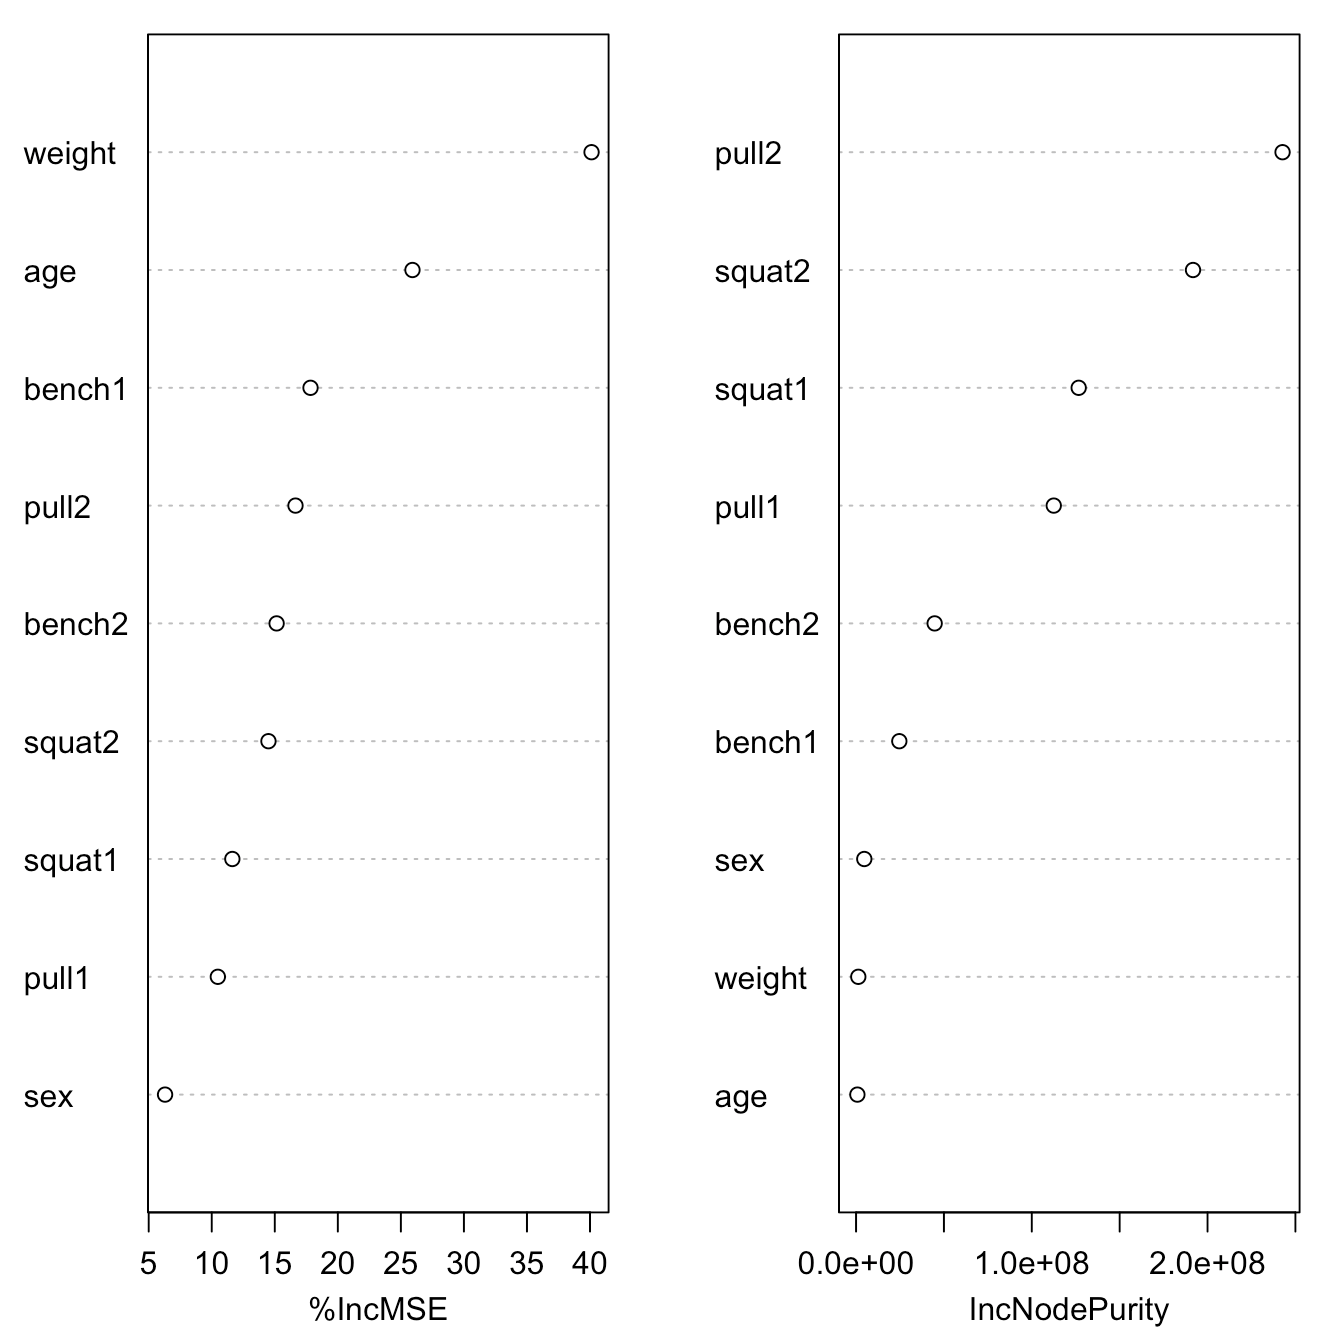 weight
age
bench1
pull2
bench2
squat2
squat1
pull1
sex
5 10 15 20 25 30 35 40
%IncMSE
pull2
squat2
squat1
pull1
bench2
bench1
sex
weight
age
0.0e+00 1.0e+08 2.0e+08
IncNodePurity